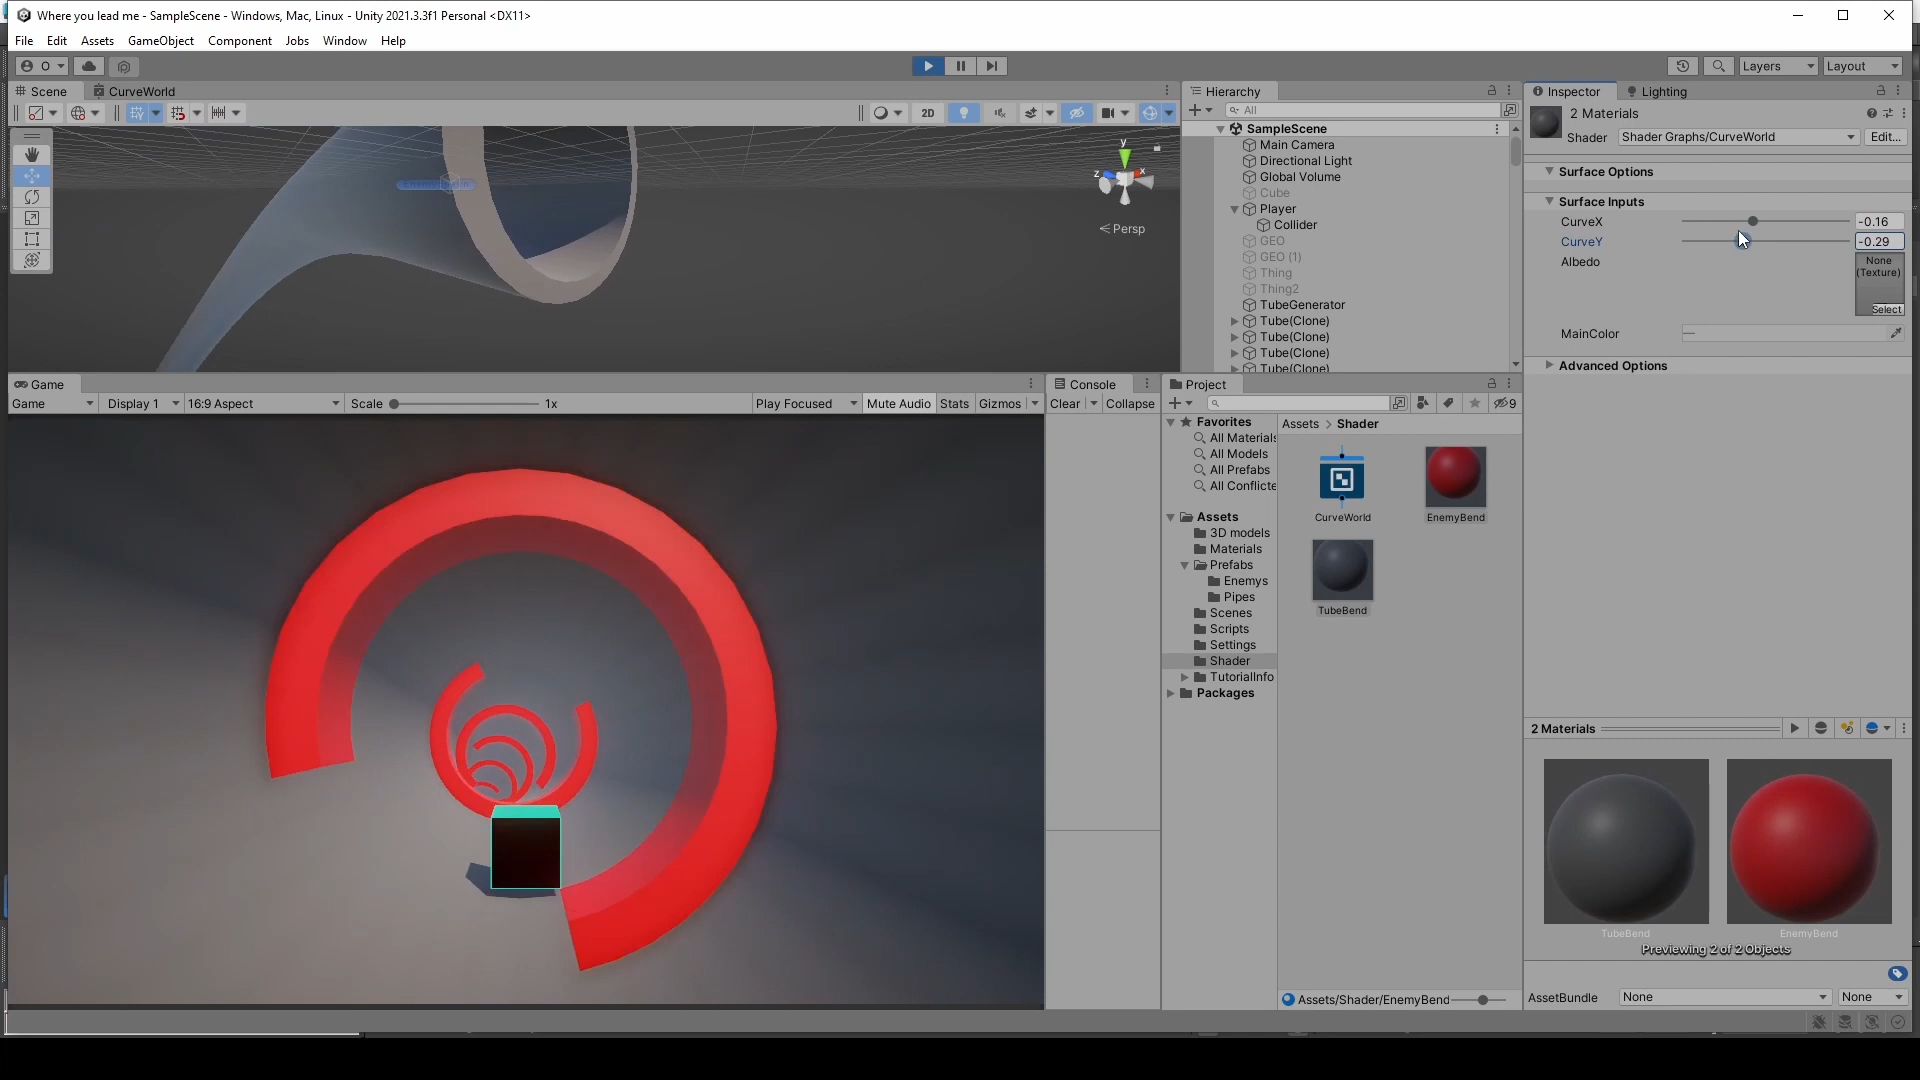 Where you lead me - SampleScene - Windows, Mac, Linux - Unity 2021.3.3f1 Personal <DX11>
File Edit Assets GameObject Component Jobs Window Help
O
Layers
Layout
Scene
CurveWorld
2D
y
z
x
Persp
Hierarchy
All
SampleScene
Main Camera
Directional Light
Global Volume
Cube
Player
Collider
GEO
GEO (1)
Thing
Thing2
TubeGenerator
Tube(Clone)
Tube(Clone)
Tube(Clone)
Tube(Clone)
Inspector
Lighting
2 Materials
Shader
Shader Graphs/CurveWorld
Edit...
Surface Options
Surface Inputs
CurveX
-0.16
CurveY
-0.29
Albedo
None
(Texture)
Select
MainColor
Advanced Options
Game
Game
Display 1
16:9 Aspect
Scale
1x
Play Focused
Mute Audio
Stats
Gizmos
Console
Clear
Collapse
Project
9
Favorites
All Materials
All Models
All Prefabs
All Conflicte
Assets
3D models
Materials
Prefabs
Enemys
Pipes
Scenes
Scripts
Settings
Shader
TutorialInfo
Packages
Assets > Shader
CurveWorld
EnemyBend
TubeBend
Assets/Shader/EnemyBend
2 Materials
TubeBend
EnemyBend
Previewing 2 of 2 Objects
AssetBundle
None
None